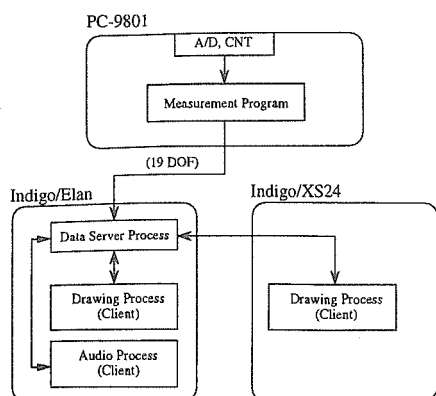 PC-9801
A/D, CNT
Measurement Program
(19 DOF)
Indigo/Elan
Indigo/XS24
Data Server Process
Drawing Process
(Client)
Drawing Process
(Client)
Audio Process
(Client)